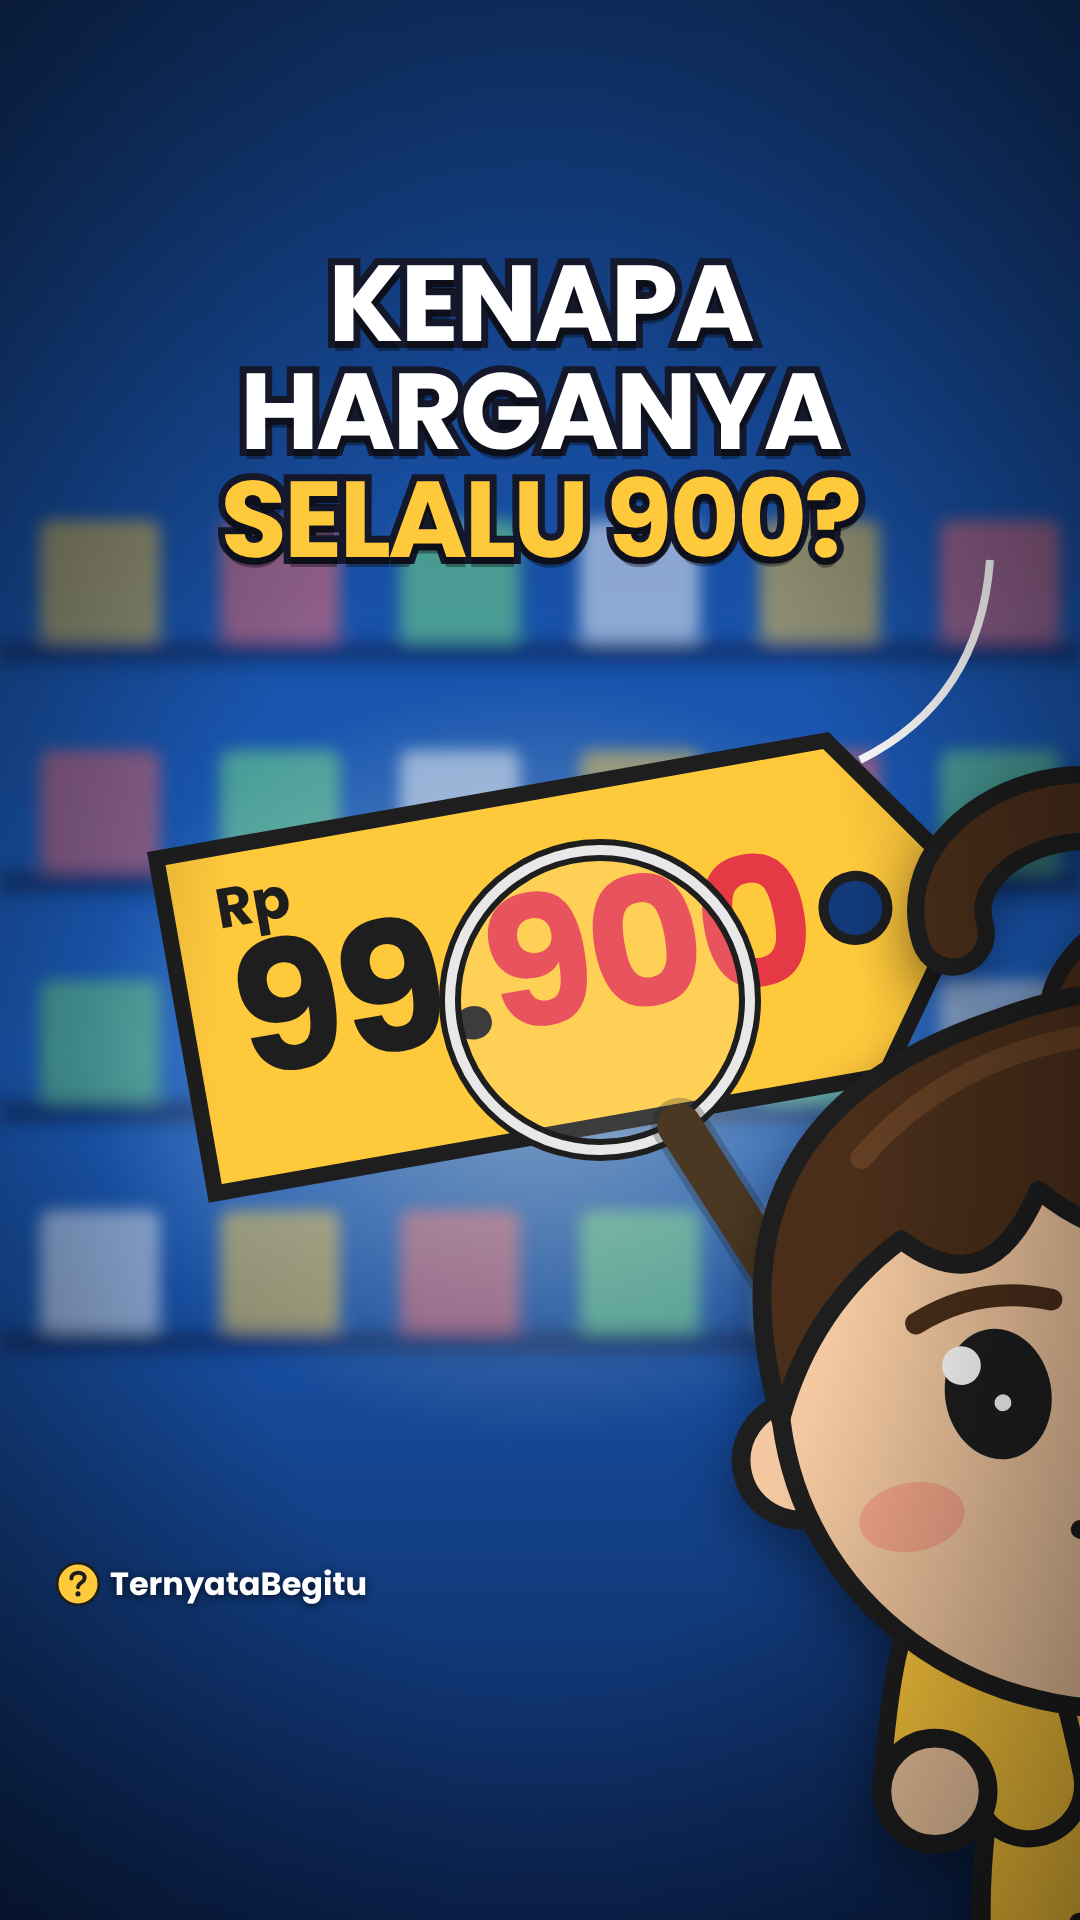 KENAPA
HARGANYA
SELALU 900?
Rp
99.900
? TernyataBegitu